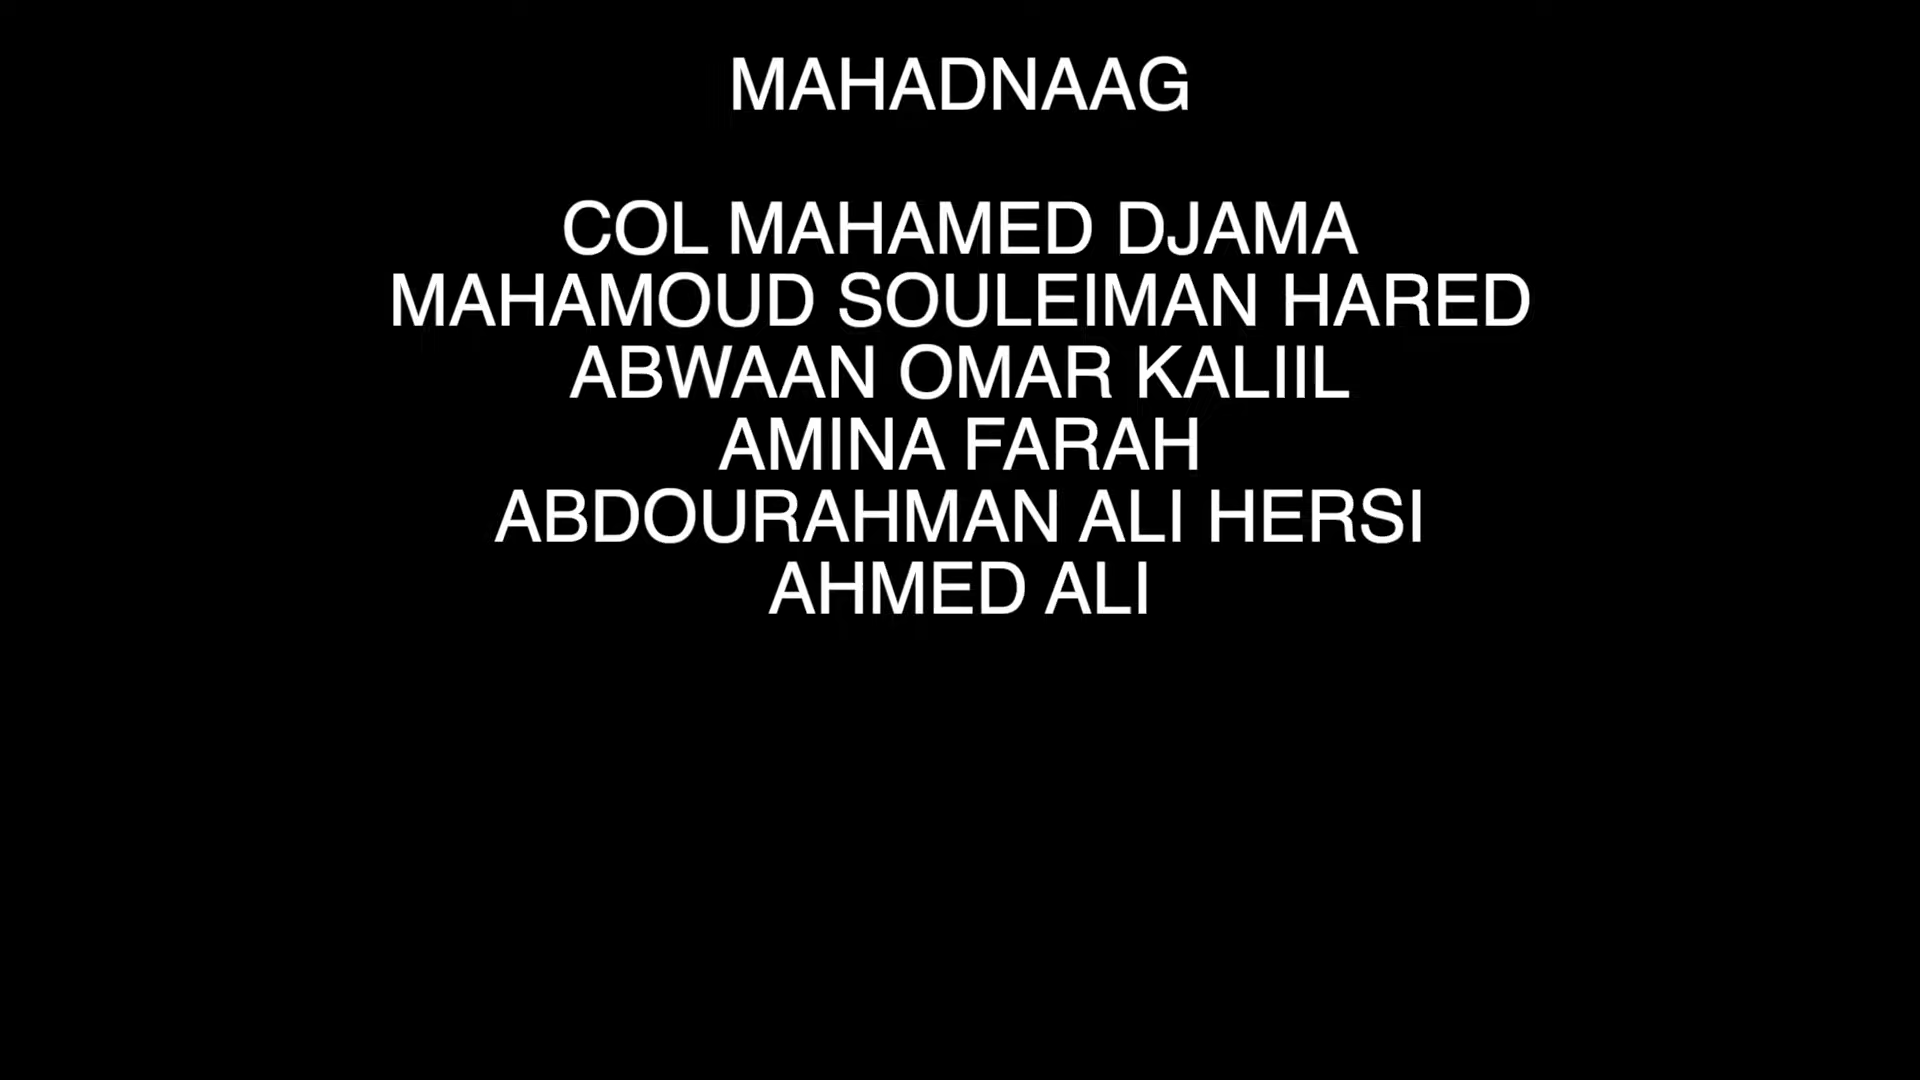 MAHADNAAG
COL MAHAMED DJAMA
MAHAMOUD SOULEIMAN HARED
ABWAAN OMAR KALIIL
AMINA FARAH
ABDOURAHMAN ALI HERSI
AHMED ALI